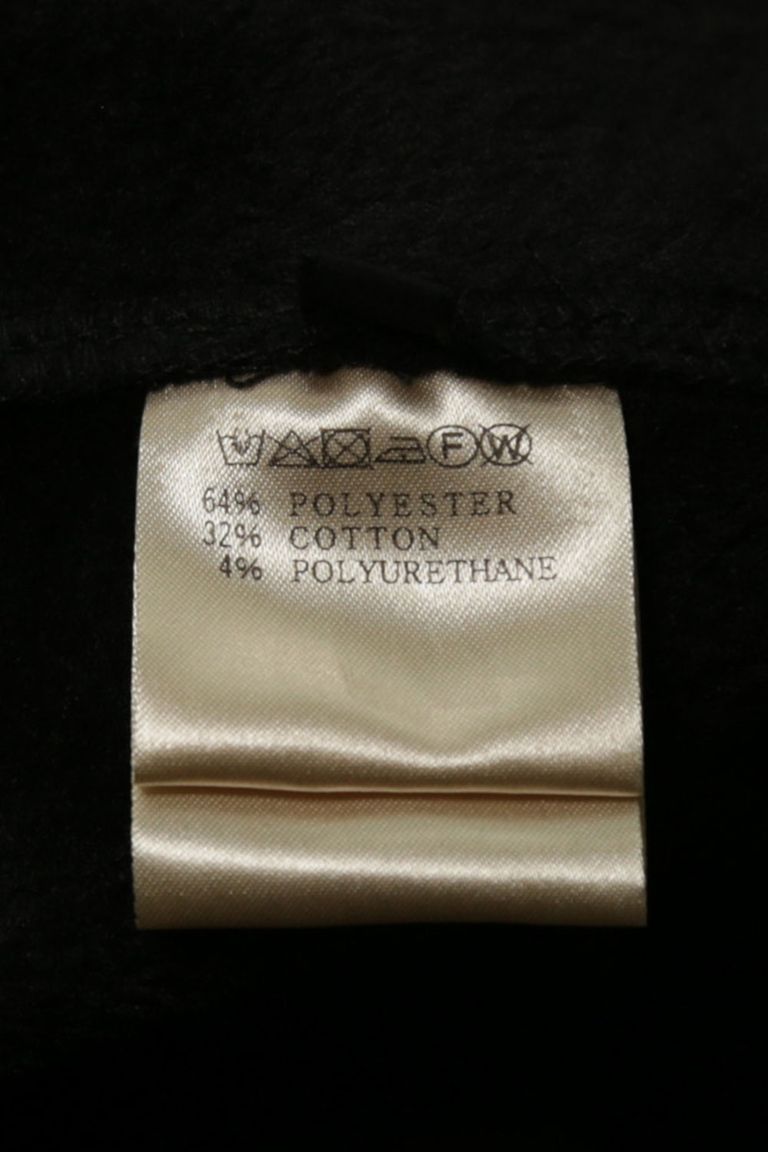 F W
64% POLYESTER
32% COTTON
4% POLYURETHANE